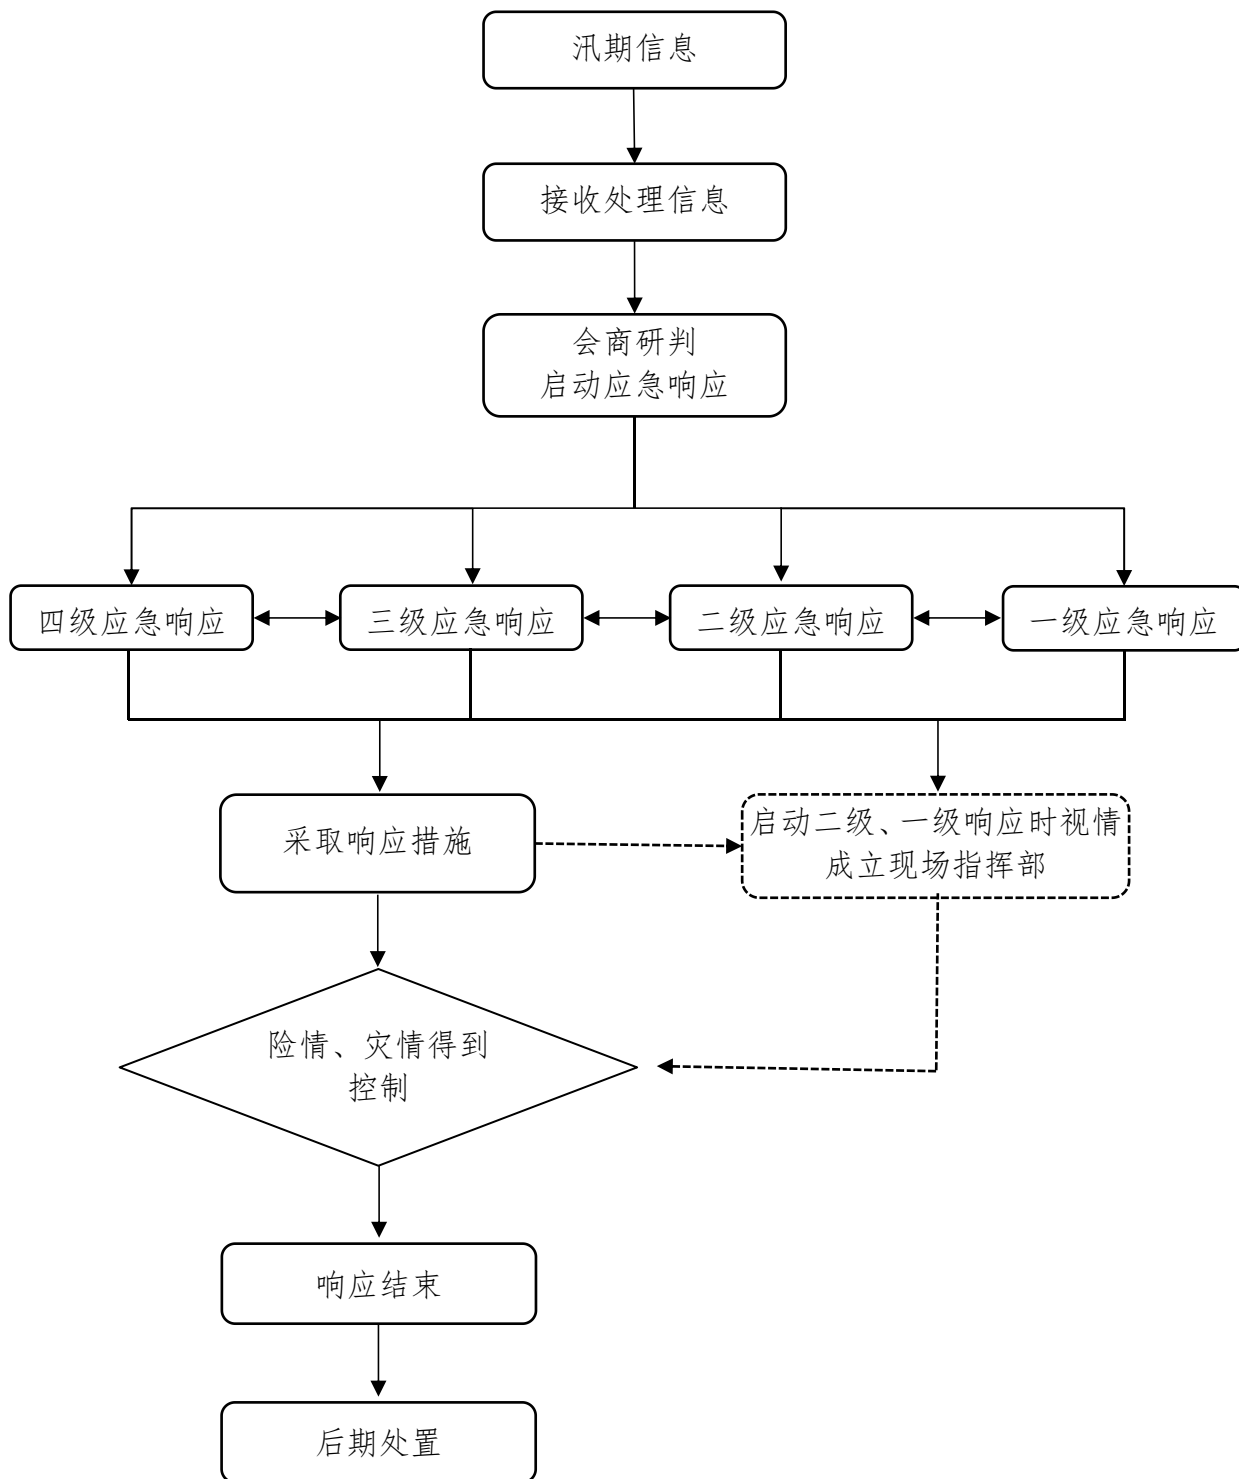 汛期信息
接收处理信息
会商研判
启动应急响应
四级应急响应
三级应急响应
二级应急响应
一级应急响应
采取响应措施
启动二级、一级响应时视情
成立现场指挥部
险情、灾情得到
控制
响应结束
后期处置